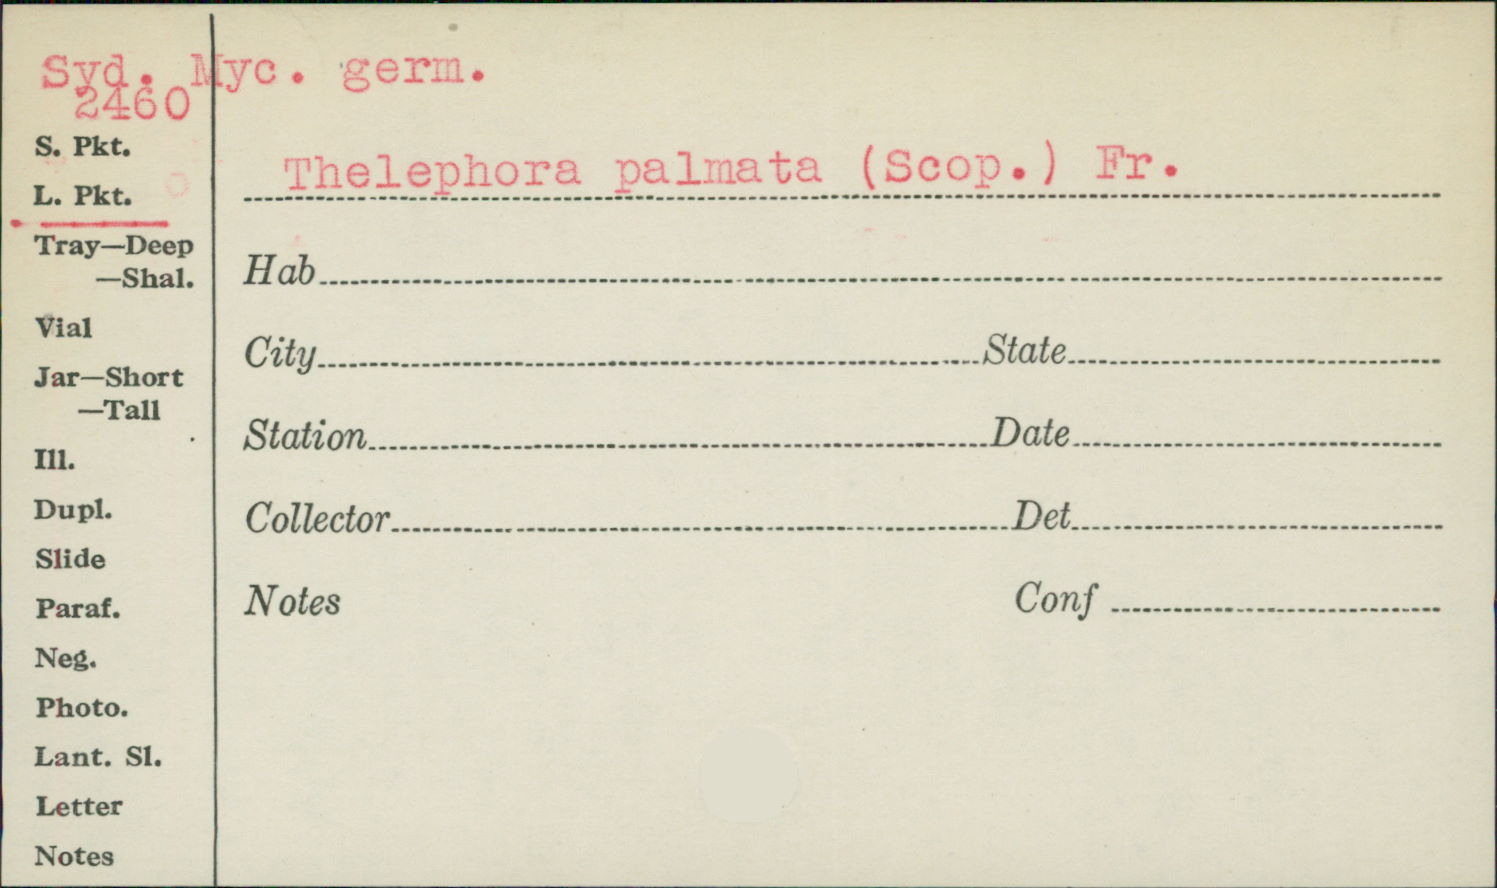 Syd. Myc. germ.
2460
S. Pkt.
L. Pkt.
Tray—Deep
—Shal.
Vial
Jar—Short
—Tall
Ill.
Dupl.
Slide
Paraf.
Neg.
Photo.
Lant. Sl.
Letter
Notes
Thelephora palmata (Scop.) Fr.
Hab
City State
Station Date
Collector Det
Notes Conf